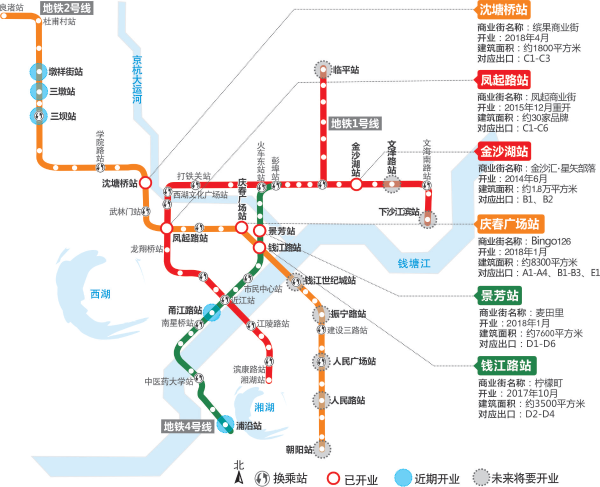 良渚站
地铁2号线
杜甫村站
墩祥街站
三墩站
三坝站
京杭大运河
学院路站
沈塘桥站
武林门站
打铁关站
西湖文化广场站
凤起路站
龙翔桥站
庆春广场站
火车东站站
彭埠站
临平站
地铁1号线
金沙湖站
文泽路站
文海南路站
下沙江滨站
景芳站
钱江路站
钱塘江
市民中心站
钱江世纪城站
近江站
甬江路站
南星桥站
江陵路站
振宁路站
建设三路站
西湖
中医药大学站
滨康路站
湘湖站
人民广场站
湘湖
人民路站
地铁4号线
浦沿站
朝阳站
北
换乘站
已开业
近期开业
未来将要开业
沈塘桥站
商业街名称：缤果商业街
开业：2018年4月
建筑面积：约1800平方米
对应出口：C1-C3
凤起路站
商业街名称：凤起商业街
开业：2015年12月重开
建筑面积：约30家品牌
对应出口：C1-C6
金沙湖站
商业街名称：金沙汇·星矢部落
开业：2014年6月
建筑面积：约1.8万平方米
对应出口：B1、B2
庆春广场站
商业街名称：Bingo126
开业：2018年1月
建筑面积：约8300平方米
对应出口：A1-A4、B1-B3、E1
景芳站
商业街名称：麦田里
开业：2018年1月
建筑面积：约7600平方米
对应出口：D1-D6
钱江路站
商业街名称：柠檬町
开业：2017年10月
建筑面积：约3500平方米
对应出口：D2-D4